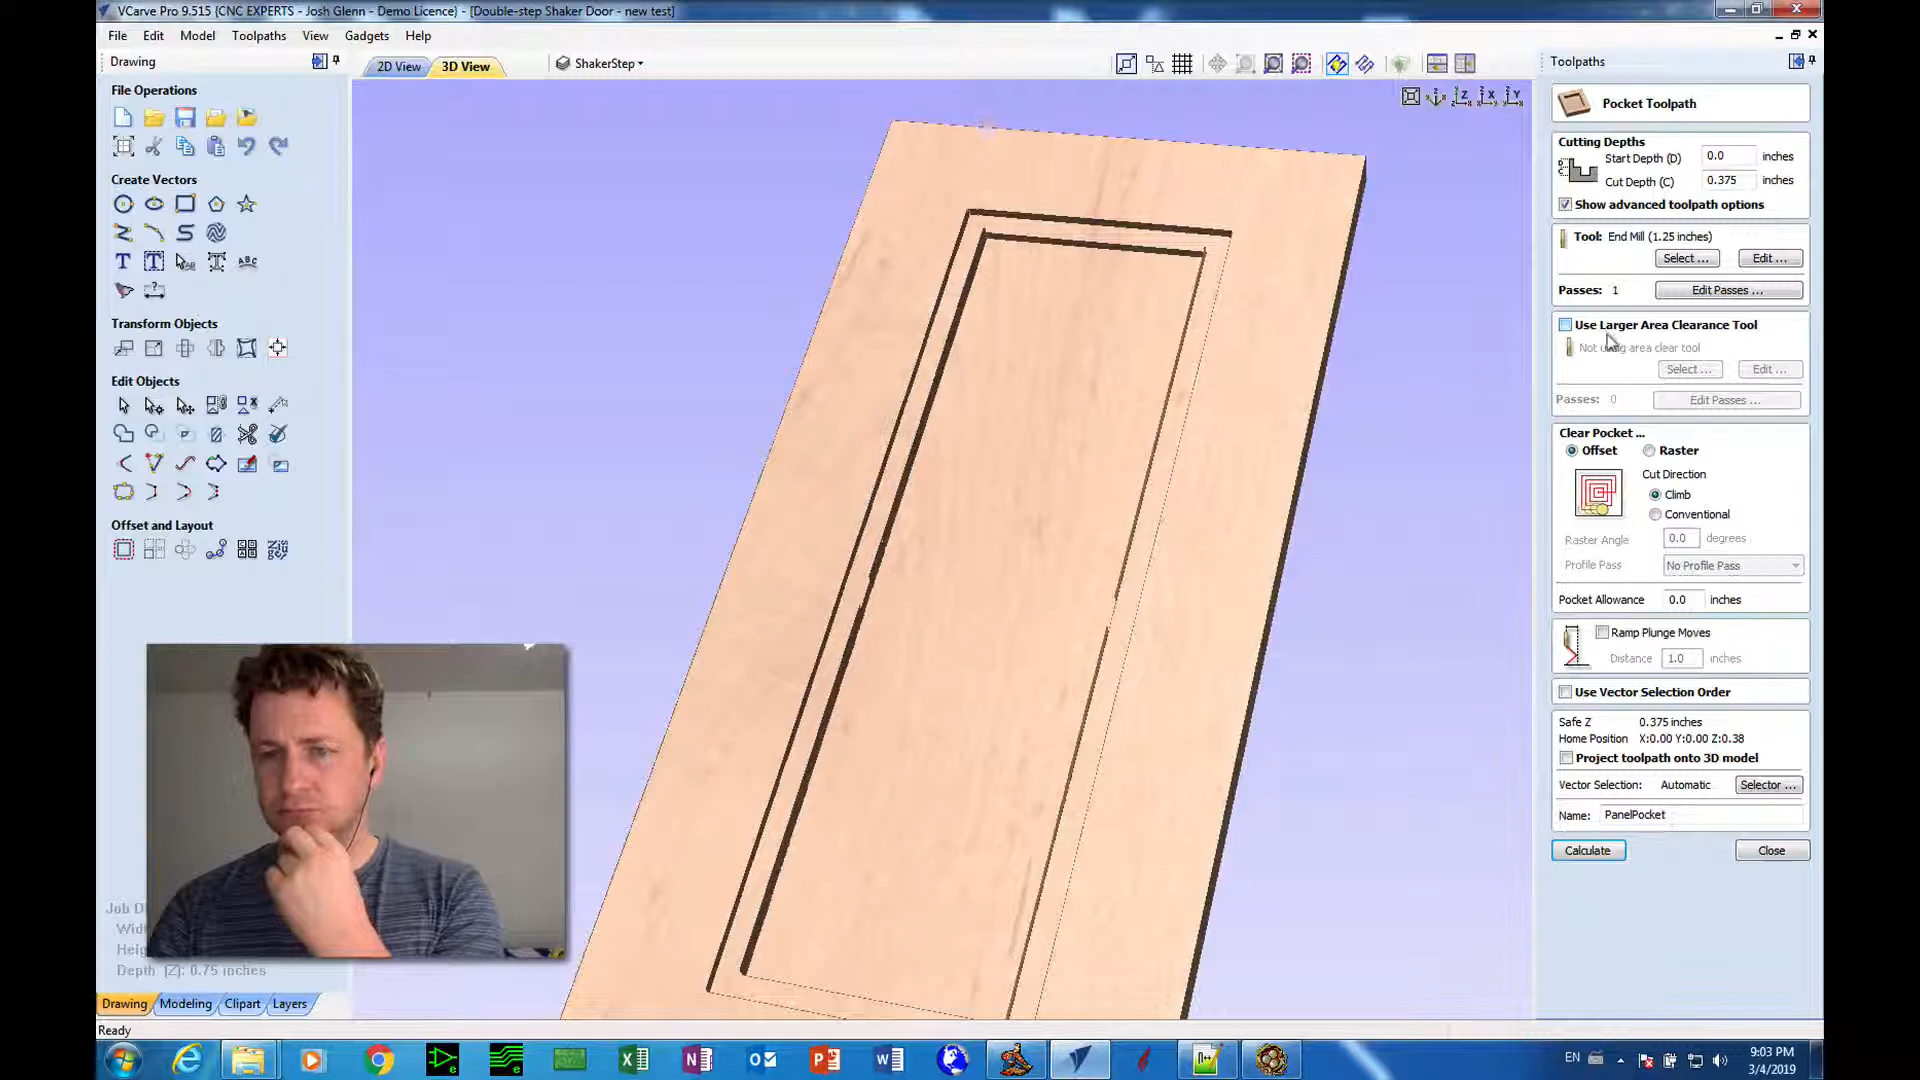 VCarve Pro 9.515 {CNC EXPERTS - Josh Glenn - Demo Licence} - [Double-step Shaker Door - new test]
File Edit Model Toolpaths View Gadgets Help
Drawing
2D View 3D View ShakerStep
Toolpaths
File Operations
Create Vectors
Transform Objects
Edit Objects
Offset and Layout
Job
Depth (Z): 0.75 inches
Drawing Modeling Clipart Layers
Ready
Pocket Toolpath
Cutting Depths
Start Depth (D) 0.0 inches
Cut Depth (C) 0.375 inches
Show advanced toolpath options
Tool: End Mill (1.25 inches)
Select ... Edit ...
Passes: 1 Edit Passes ...
Use Larger Area Clearance Tool
Not using area clear tool
Select ... Edit ...
Passes: 0 Edit Passes ...
Clear Pocket ...
Offset Raster
Cut Direction
Climb
Conventional
Raster Angle 0.0 degrees
Profile Pass No Profile Pass
Pocket Allowance 0.0 inches
Ramp Plunge Moves
Distance 1.0 inches
Use Vector Selection Order
Safe Z 0.375 inches
Home Position X:0.00 Y:0.00 Z:0.38
Project toolpath onto 3D model
Vector Selection: Automatic Selector ...
Name: PanelPocket
Calculate Close
EN
9:03 PM
3/4/2019